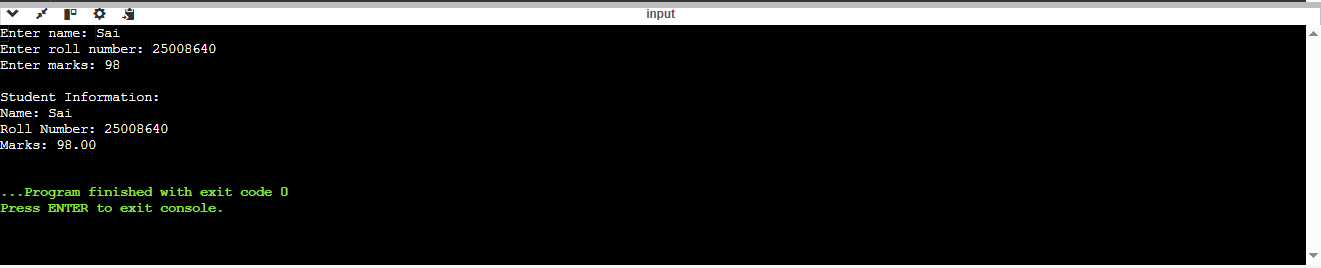 input
Enter name: Sai
Enter roll number: 25008640
Enter marks: 98
Student Information:
Name: Sai
Roll Number: 25008640
Marks: 98.00
...Program finished with exit code 0
Press ENTER to exit console.